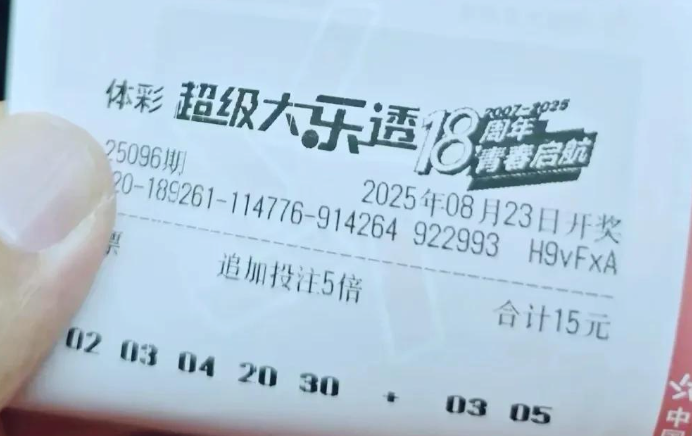 体彩 超级大乐透 18 2007-2025 周年 青春启航
25096期 2025年08月23日开奖
20-189261-114776-914264 922993 H9vFxA
票 追加投注5倍 合计15元
02 03 04 20 30 + 03 05
中